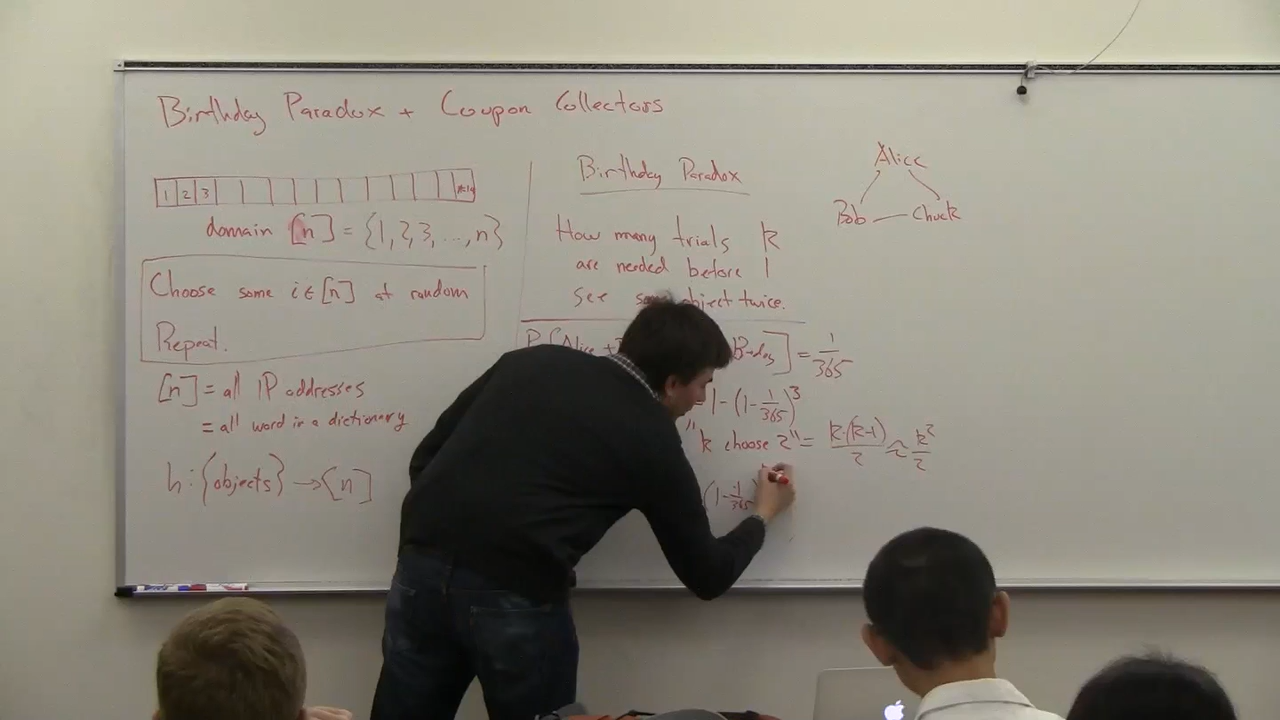 Birthday Paradox + Coupon Collectors
1 2 3
domain [n] = {1,2,3, ..., n}
Choose some i ∈ [n] at random
Repeat.
[n] = all IP addresses
= all word in a dictionary
h: {objects} → [n]
Birthday Paradox
How many trials k
are needed before I
see object twice.
[Alice B-day] = 1/365
= 1 - (1 - 1/365)^3
"k choose 2" = k·(k-1)/2 ≈ k^2/2
(1 - 1/365)
Alice
Bob — Chuck